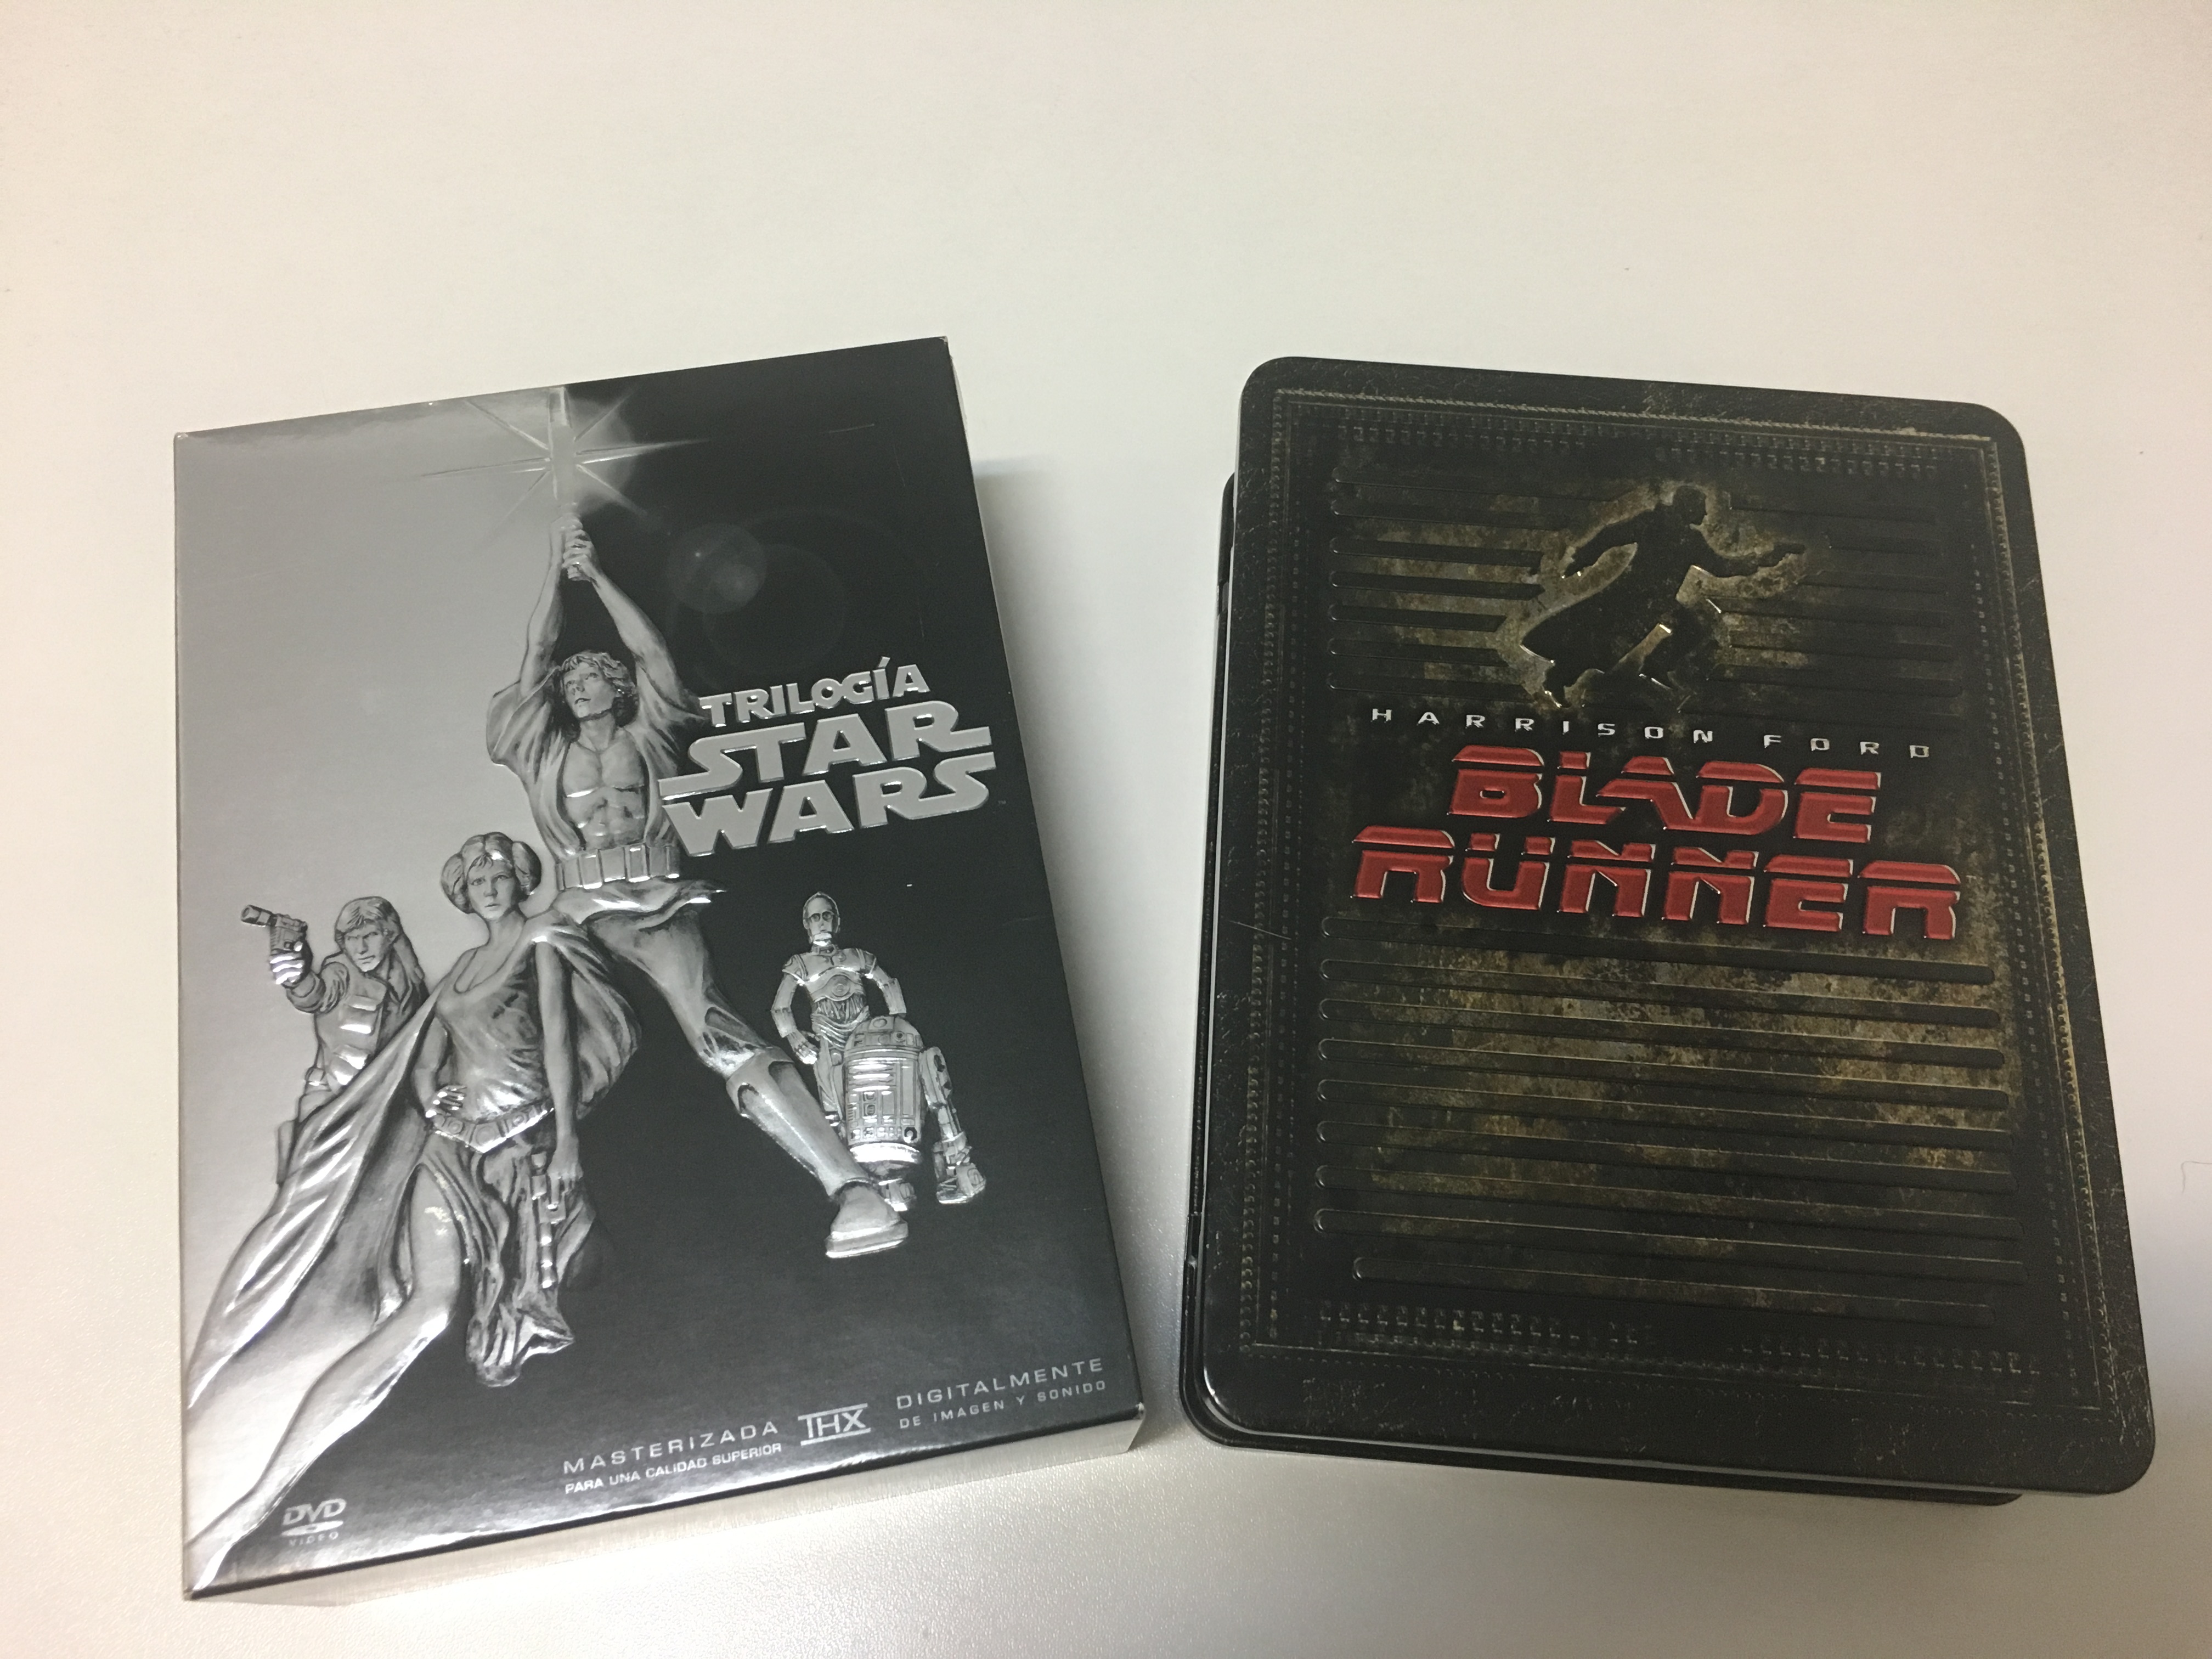 TRILOGÍA
STAR
WARS
MASTERIZADA
PARA UNA CALIDAD SUPERIOR
THX
DIGITALMENTE
DE IMAGEN Y SONIDO
DVD
VIDEO
HARRISON FORD
BLADE
RUNNER